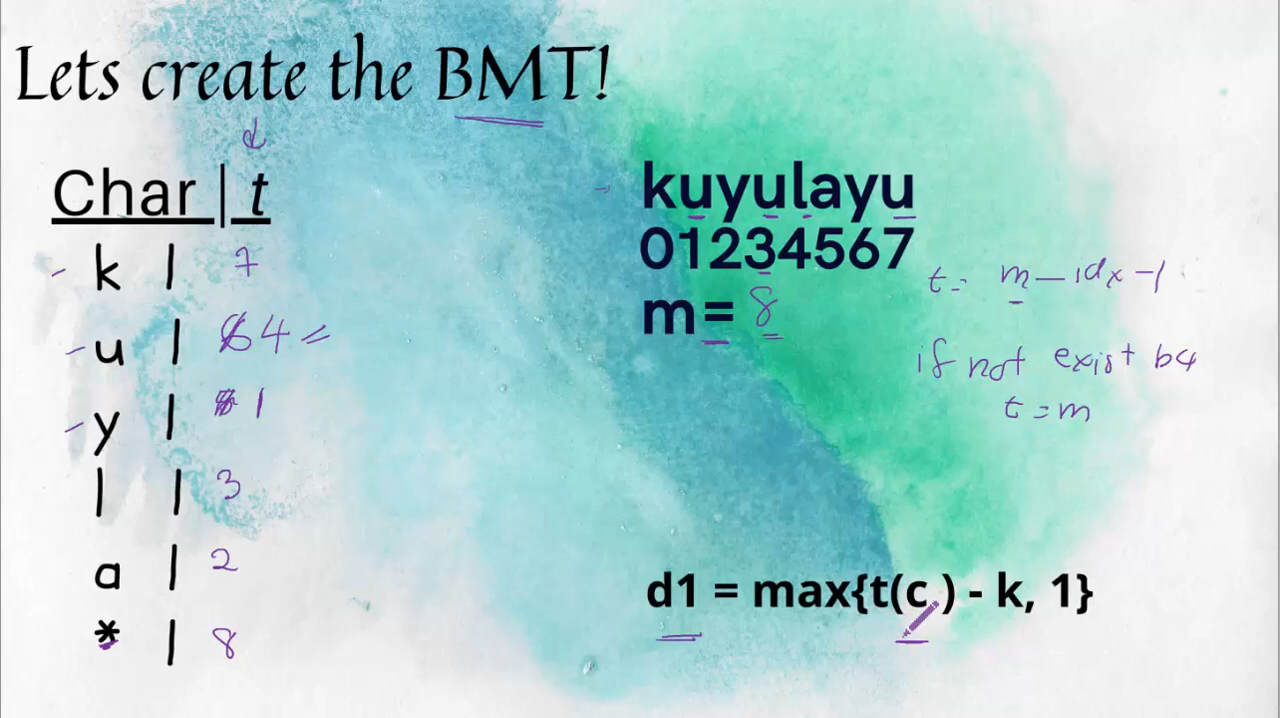 Lets create the BMT!
Char | t
k | 7
u | 6 4 =
y | 1
l | 3
a | 2
* | 8
kuyulayu
01234567
m = 8
t = m - idx - 1
if not exist b4
t = m
d1 = max{t(c ) - k, 1}